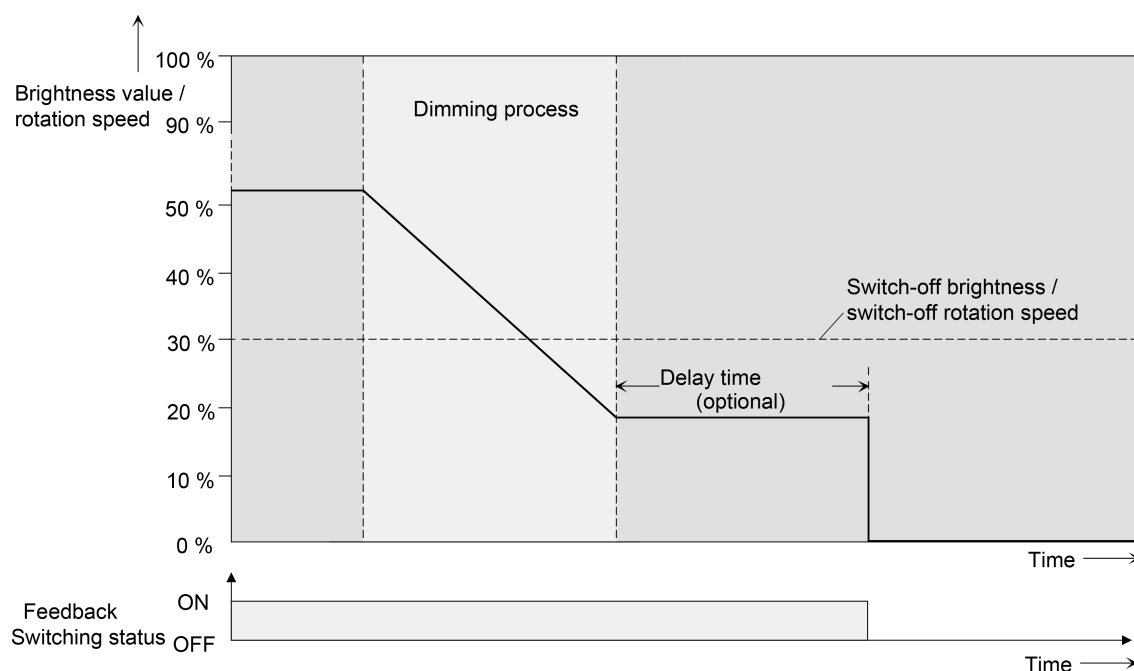 100 %
Brightness value /
rotation speed
90 %
Dimming process
50 %
40 %
Switch-off brightness /
switch-off rotation speed
30 %
Delay time
(optional)
20 %
10 %
0 %
Time
ON
Feedback
Switching status
OFF
Time